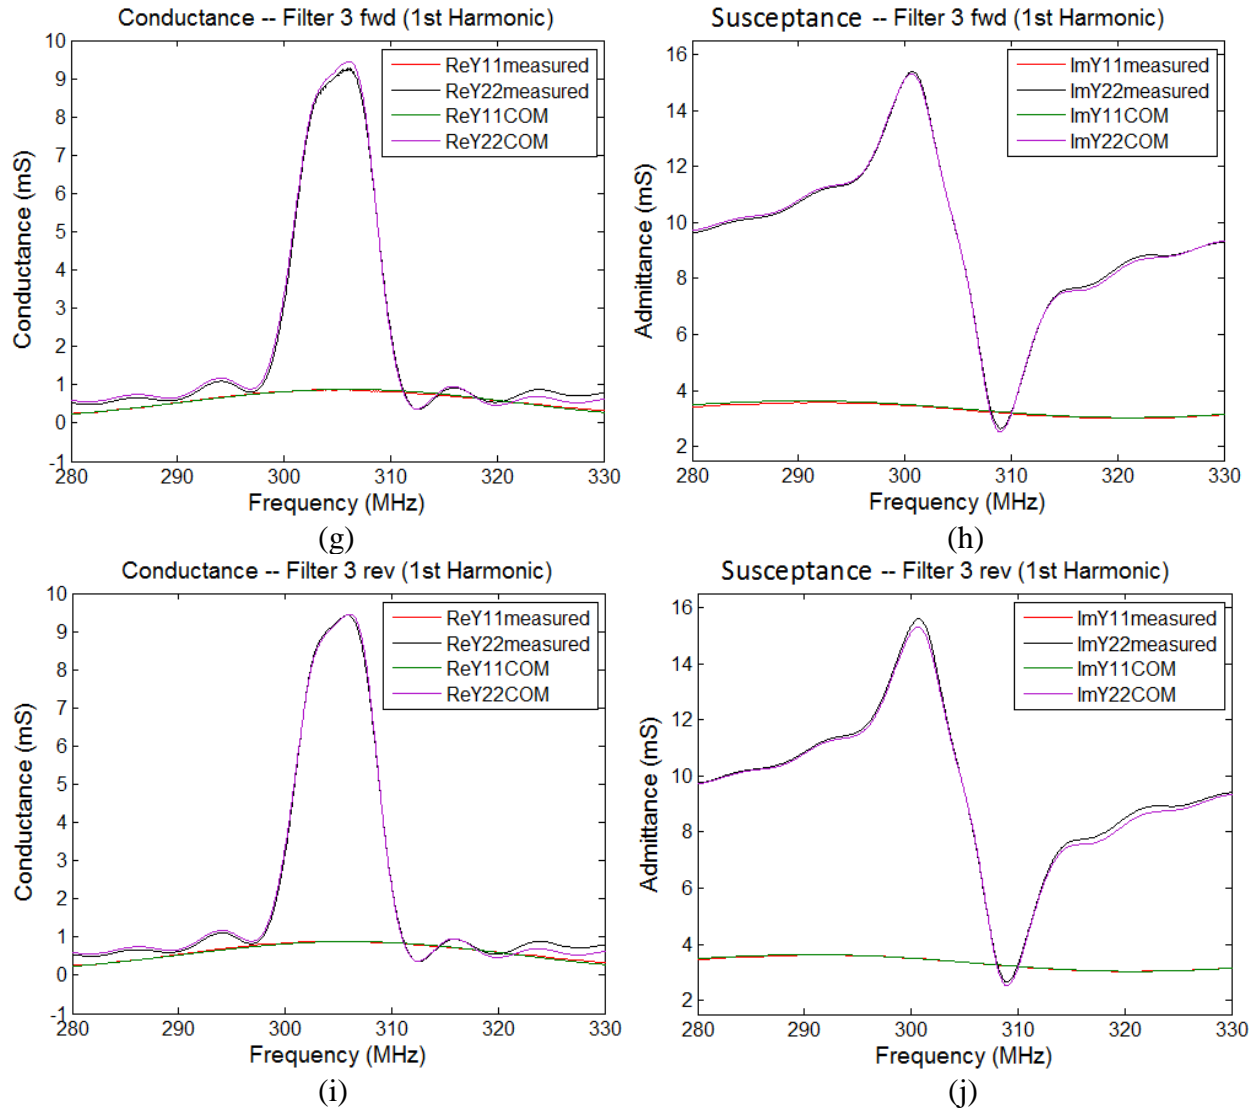 Conductance -- Filter 3 fwd (1st Harmonic)
10
9
8
7
6
5
4
3
2
1
0
-1
Conductance (mS)
ReY11measured
ReY22measured
ReY11COM
ReY22COM
280 290 300 310 320 330
Frequency (MHz)
(g)
Susceptance -- Filter 3 fwd (1st Harmonic)
16
14
12
10
8
6
4
2
Admittance (mS)
ImY11measured
ImY22measured
ImY11COM
ImY22COM
280 290 300 310 320 330
Frequency (MHz)
(h)
Conductance -- Filter 3 rev (1st Harmonic)
10
9
8
7
6
5
4
3
2
1
0
-1
Conductance (mS)
ReY11measured
ReY22measured
ReY11COM
ReY22COM
280 290 300 310 320 330
Frequency (MHz)
(i)
Susceptance -- Filter 3 rev (1st Harmonic)
16
14
12
10
8
6
4
2
Admittance (mS)
ImY11measured
ImY22measured
ImY11COM
ImY22COM
280 290 300 310 320 330
Frequency (MHz)
(j)